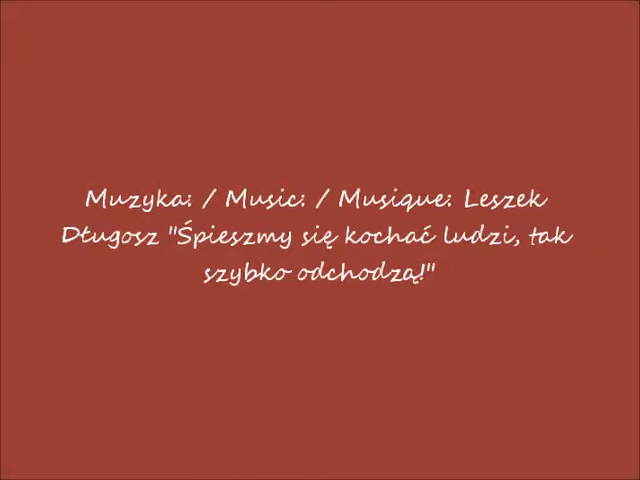 Muzyka: / Music: / Musique: Leszek
Długosz "Śpieszmy się kochać ludzi, tak
szybko odchodzą!"